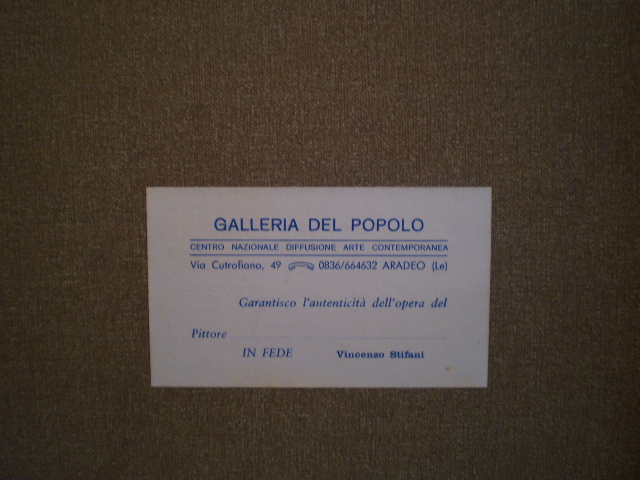 GALLERIA DEL POPOLO
CENTRO NAZIONALE DIFFUSIONE ARTE CONTEMPORANEA
Via Cutrofiano, 49 0836/664632 ARADEO (Le)
Garantisco l'autenticità dell'opera del
Pittore
IN FEDE Vincenzo Stifani